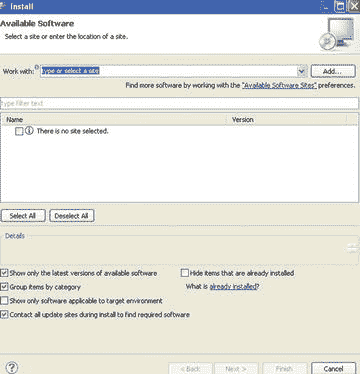 Install
Available Software
Select a site or enter the location of a site.
Work with: type or select a site Add...
Find more software by working with the "Available Software Sites" preferences.
type filter text
Name Version
There is no site selected.
Select All Deselect All
Details
Show only the latest versions of available software Hide items that are already installed
Group items by category What is already installed?
Show only software applicable to target environment
Contact all update sites during install to find required software
? < Back Next > Finish Cancel